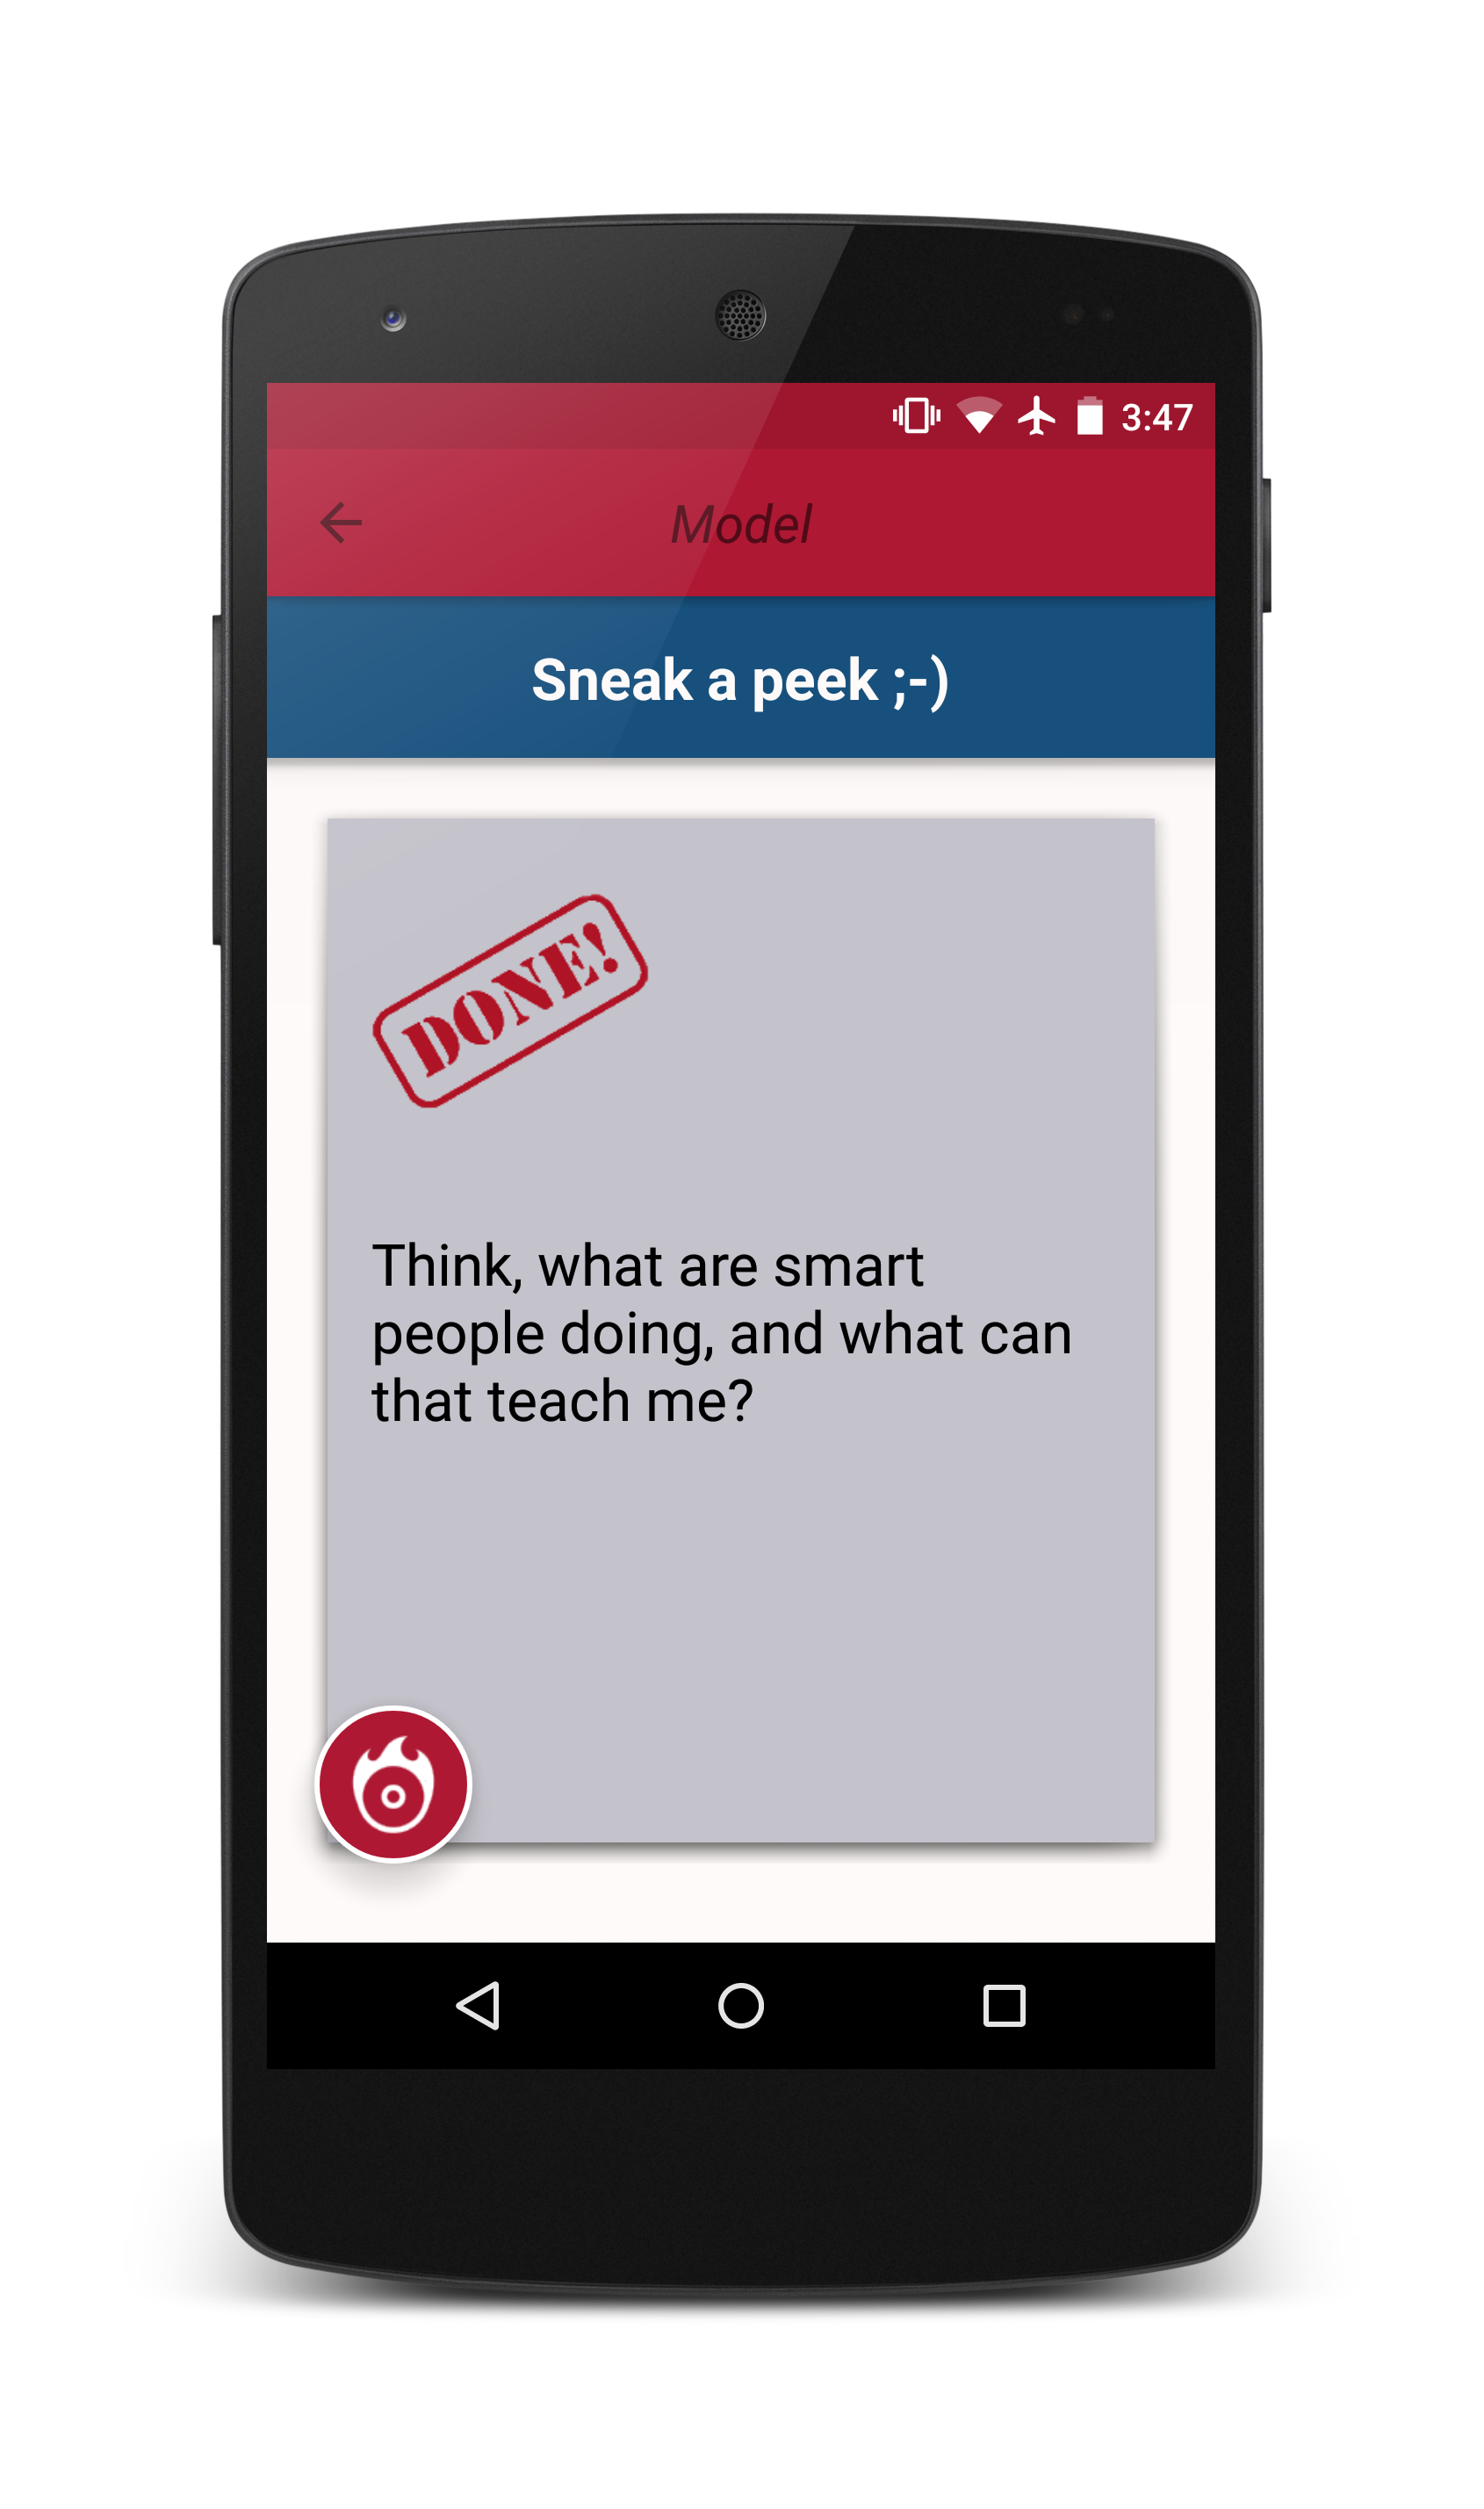 3:47
Model
Sneak a peek ;-)
DONE!
Think, what are smart
people doing, and what can
that teach me?